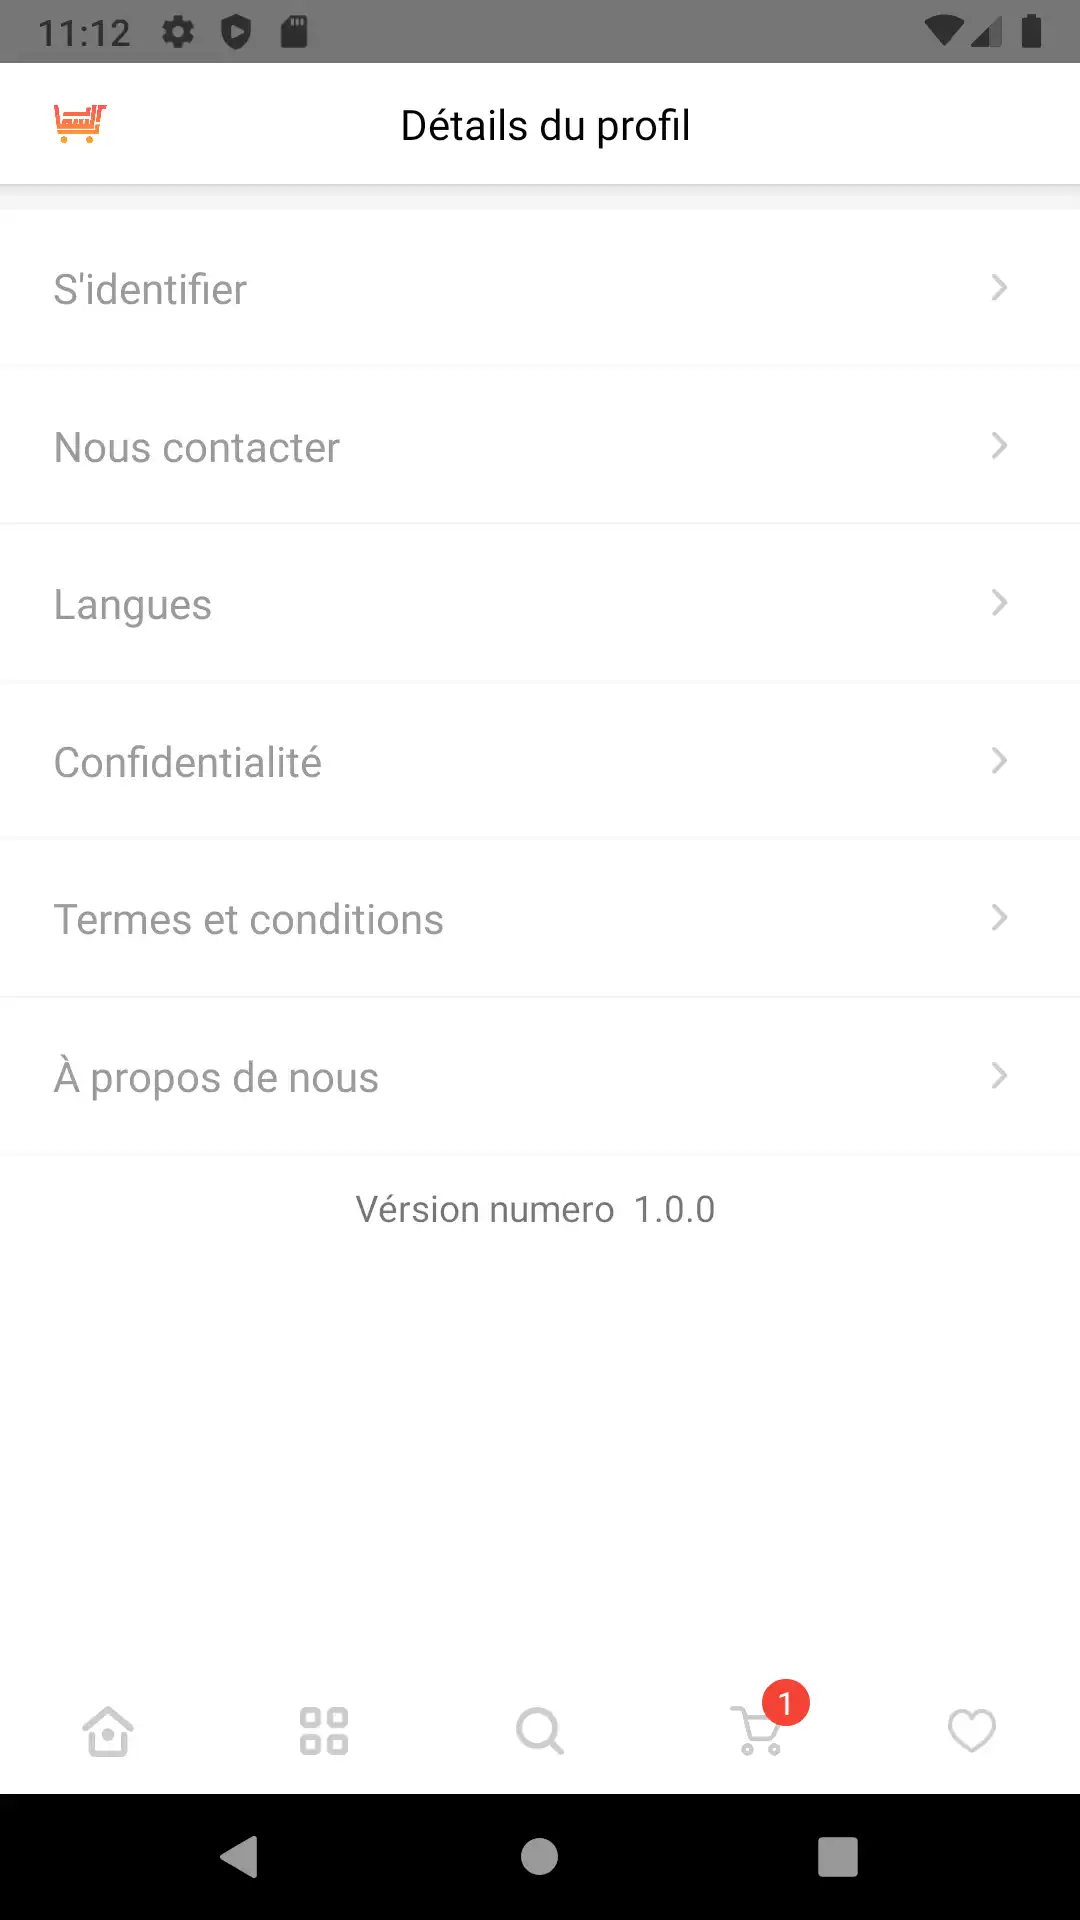 11:12
Détails du profil
S'identifier
Nous contacter
Langues
Confidentialité
Termes et conditions
À propos de nous
Vérsion numero 1.0.0
1